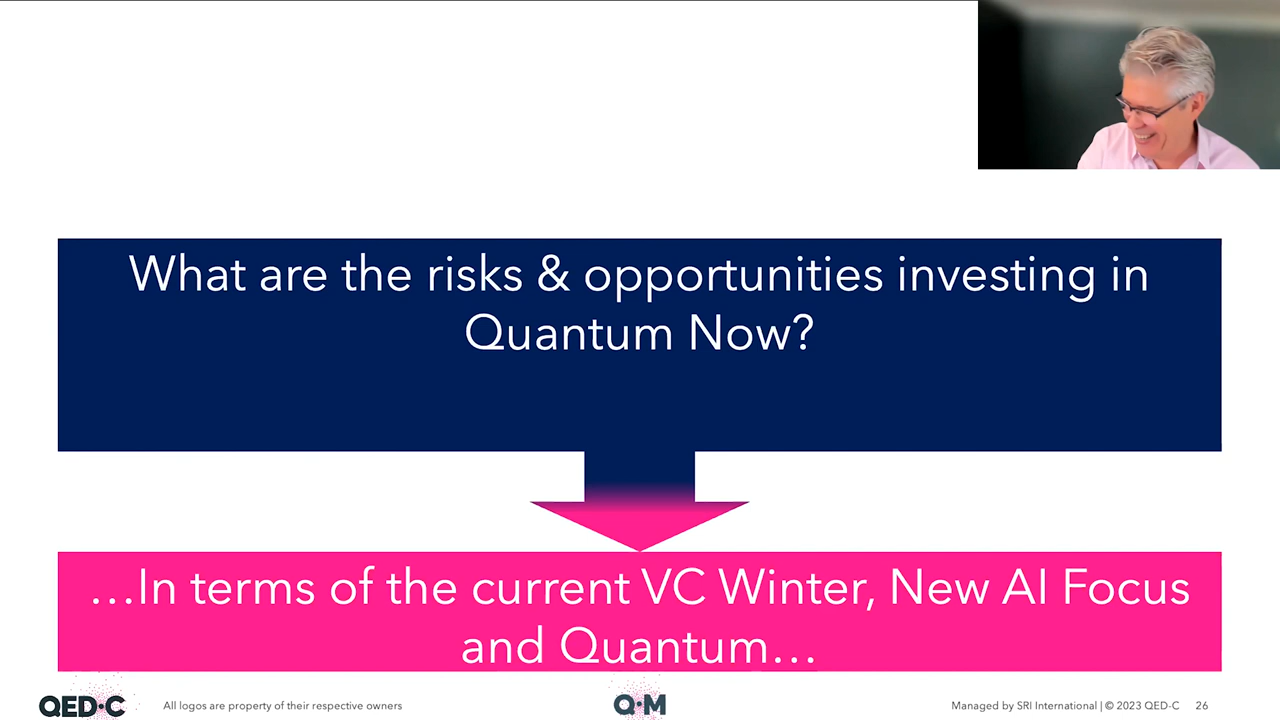 What are the risks & opportunities investing in
Quantum Now?
…In terms of the current VC Winter, New AI Focus
and Quantum…
QED•C
All logos are property of their respective owners
Q•M
Managed by SRI International | © 2023 QED-C
26